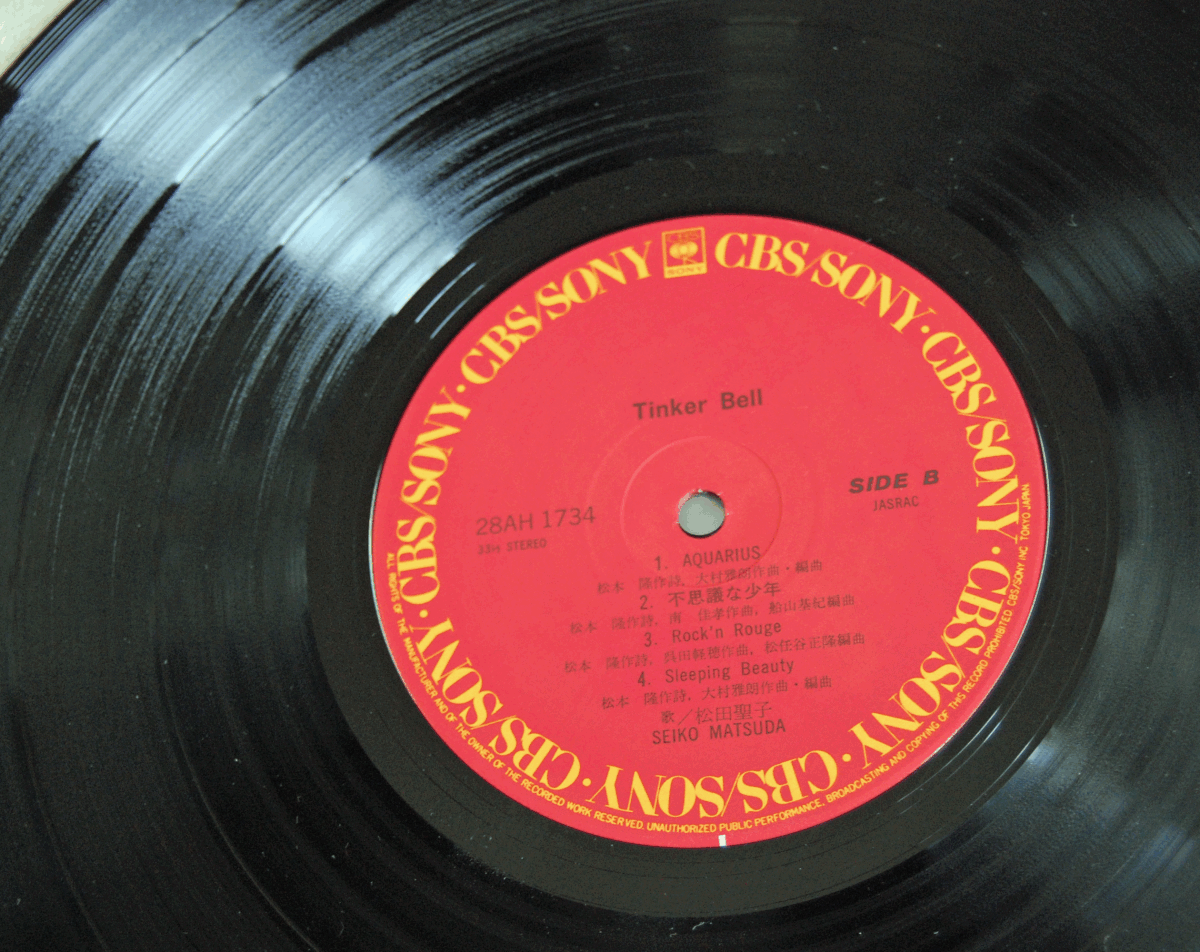 CBS
SONY
CBS/SONY · CBS/SONY · CBS/SONY · CBS/SONY · CBS/SONY · CBS/SONY · CBS/SONY · CBS/SONY
Tinker Bell
SIDE B
JASRAC
28AH 1734
33⅓ STEREO
1. AQUARIUS
松本 隆作詩, 大村雅朗作曲・編曲
2. 不思議な少年
松本 隆作詩, 南 佳孝作曲, 船山基紀編曲
3. Rock'n Rouge
松本 隆作詩, 呉田軽穂作曲, 松任谷正隆編曲
4. Sleeping Beauty
松本 隆作詩, 大村雅朗作曲・編曲
歌／松田聖子
SEIKO MATSUDA
ALL RIGHTS OF THE MANUFACTURER AND OF THE OWNER OF THE RECORDED WORK RESERVED. UNAUTHORIZED PUBLIC PERFORMANCE, BROADCASTING AND COPYING OF THIS RECORD PROHIBITED CBS/SONY INC. TOKYO JAPAN